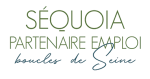 SÉQUOIA
PARTENAIRE EMPLOI
boucles de Seine